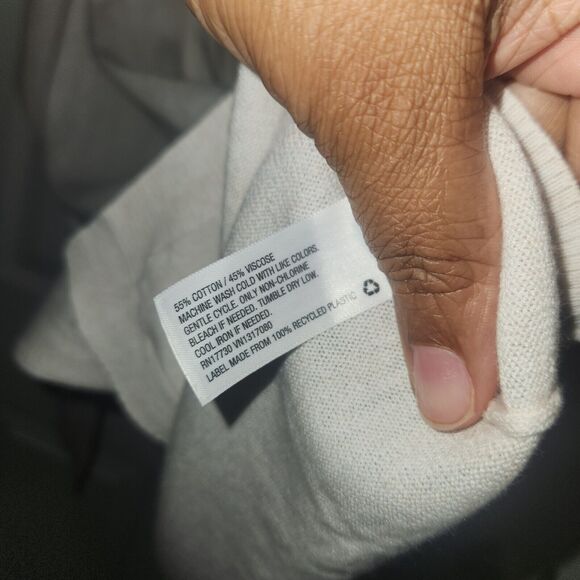 55% COTTON / 45% VISCOSE
MACHINE WASH COLD WITH LIKE COLORS.
GENTLE CYCLE. ONLY NON-CHLORINE
BLEACH IF NEEDED. TUMBLE DRY LOW.
COOL IRON IF NEEDED.
RN17730 VN1317080
LABEL MADE FROM 100% RECYCLED PLASTIC